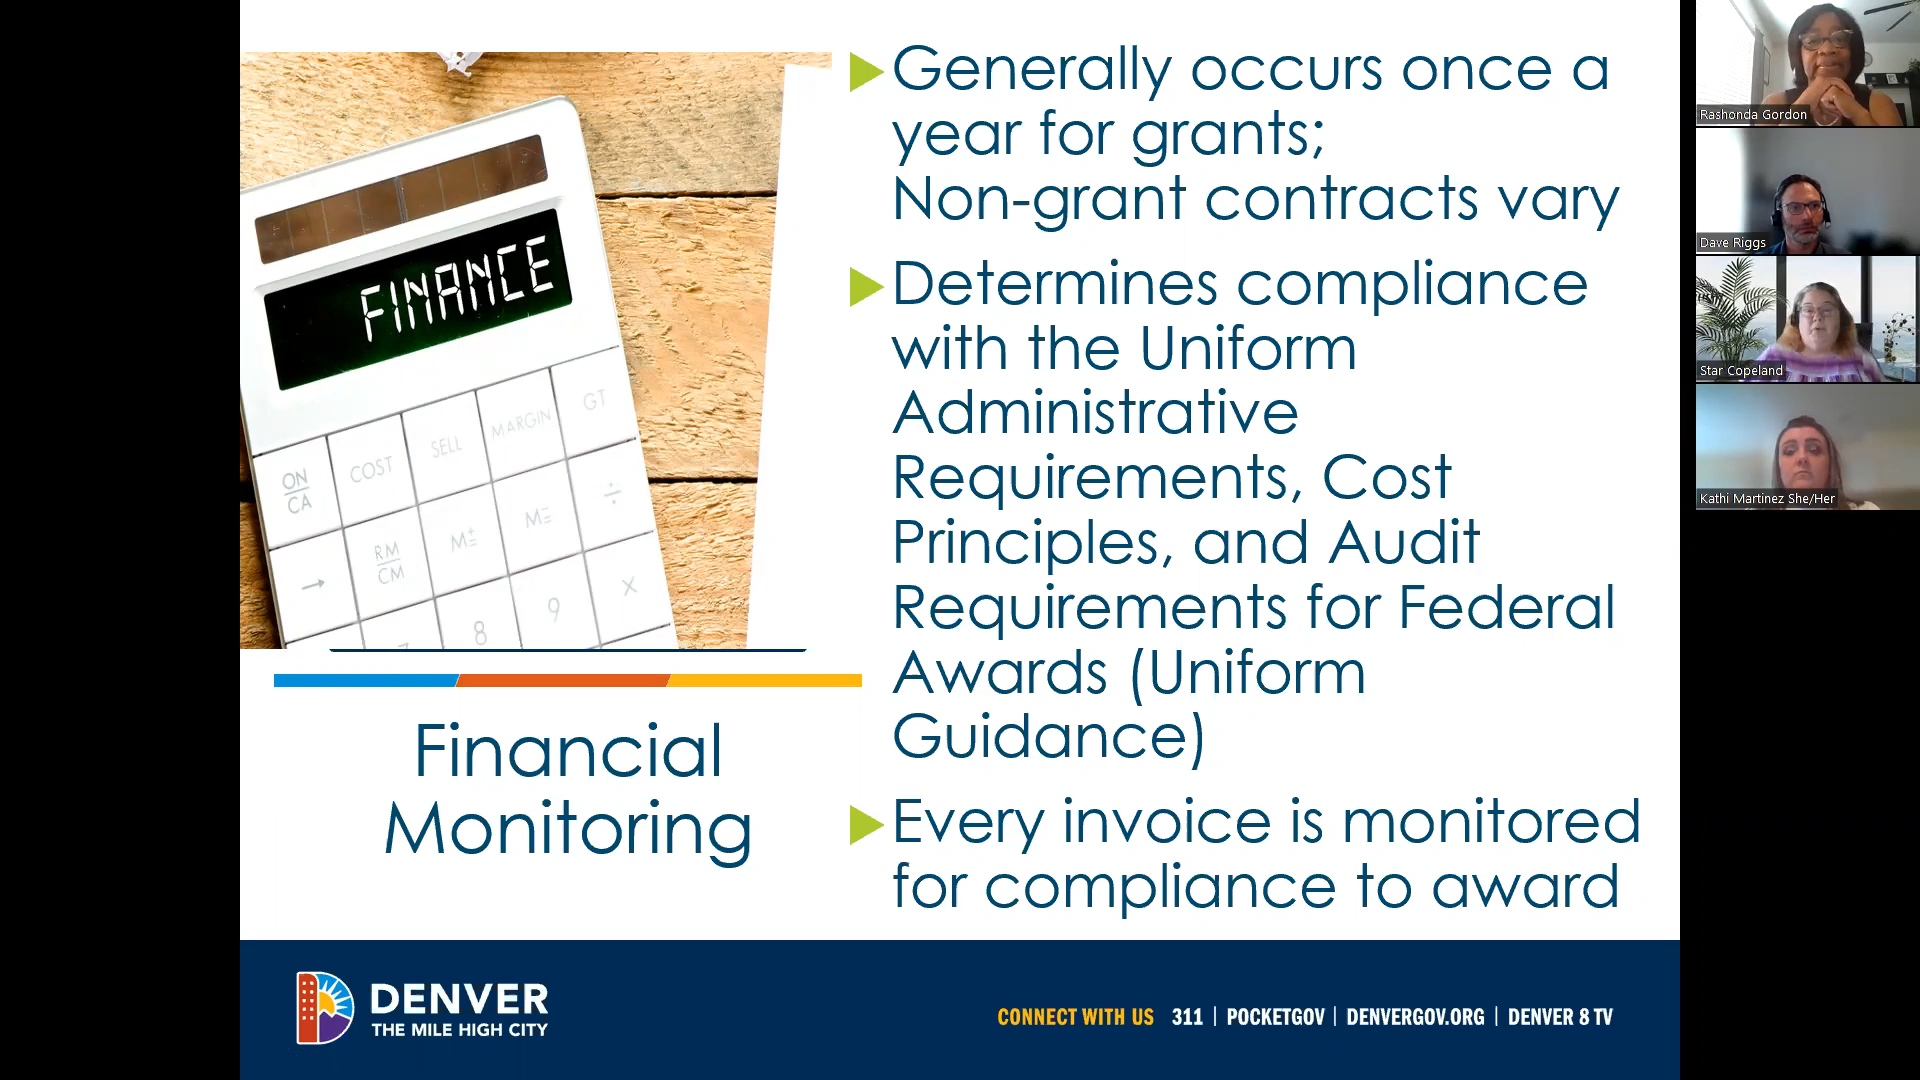 FINANCE
ON
CA
COST
SELL
MARGIN
GT
→
RM
CM
M±
÷
7
8
9
X
Financial
Monitoring
Generally occurs once a
year for grants;
Non-grant contracts vary
Determines compliance
with the Uniform
Administrative
Requirements, Cost
Principles, and Audit
Requirements for Federal
Awards (Uniform
Guidance)
Every invoice is monitored
for compliance to award
DENVER
THE MILE HIGH CITY
CONNECT WITH US 311 | POCKETGOV | DENVERGOV.ORG | DENVER 8 TV
Rashonda Gordon
Dave Riggs
Star Copeland
Kathi Martinez She/Her